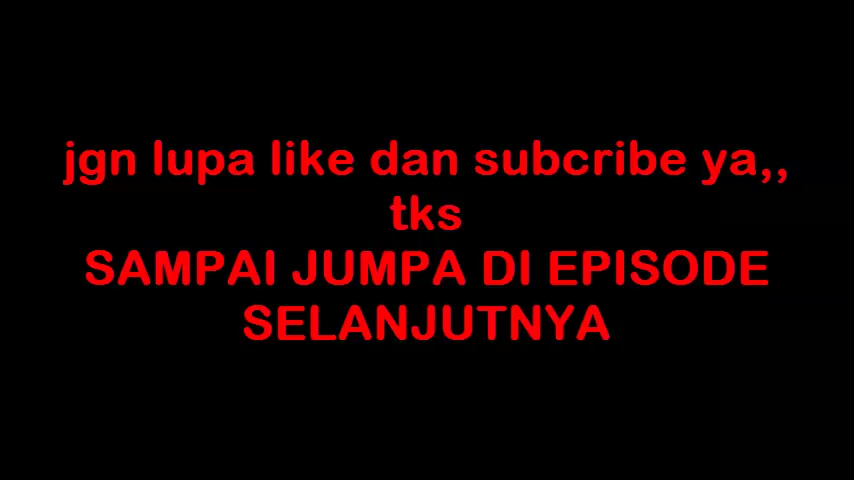 jgn lupa like dan subcribe ya,,
tks
SAMPAI JUMPA DI EPISODE
SELANJUTNYA